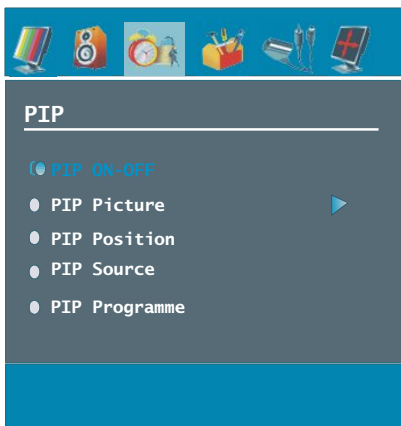 PIP
PIP ON-OFF
PIP Picture
PIP Position
PIP Source
PIP Programme